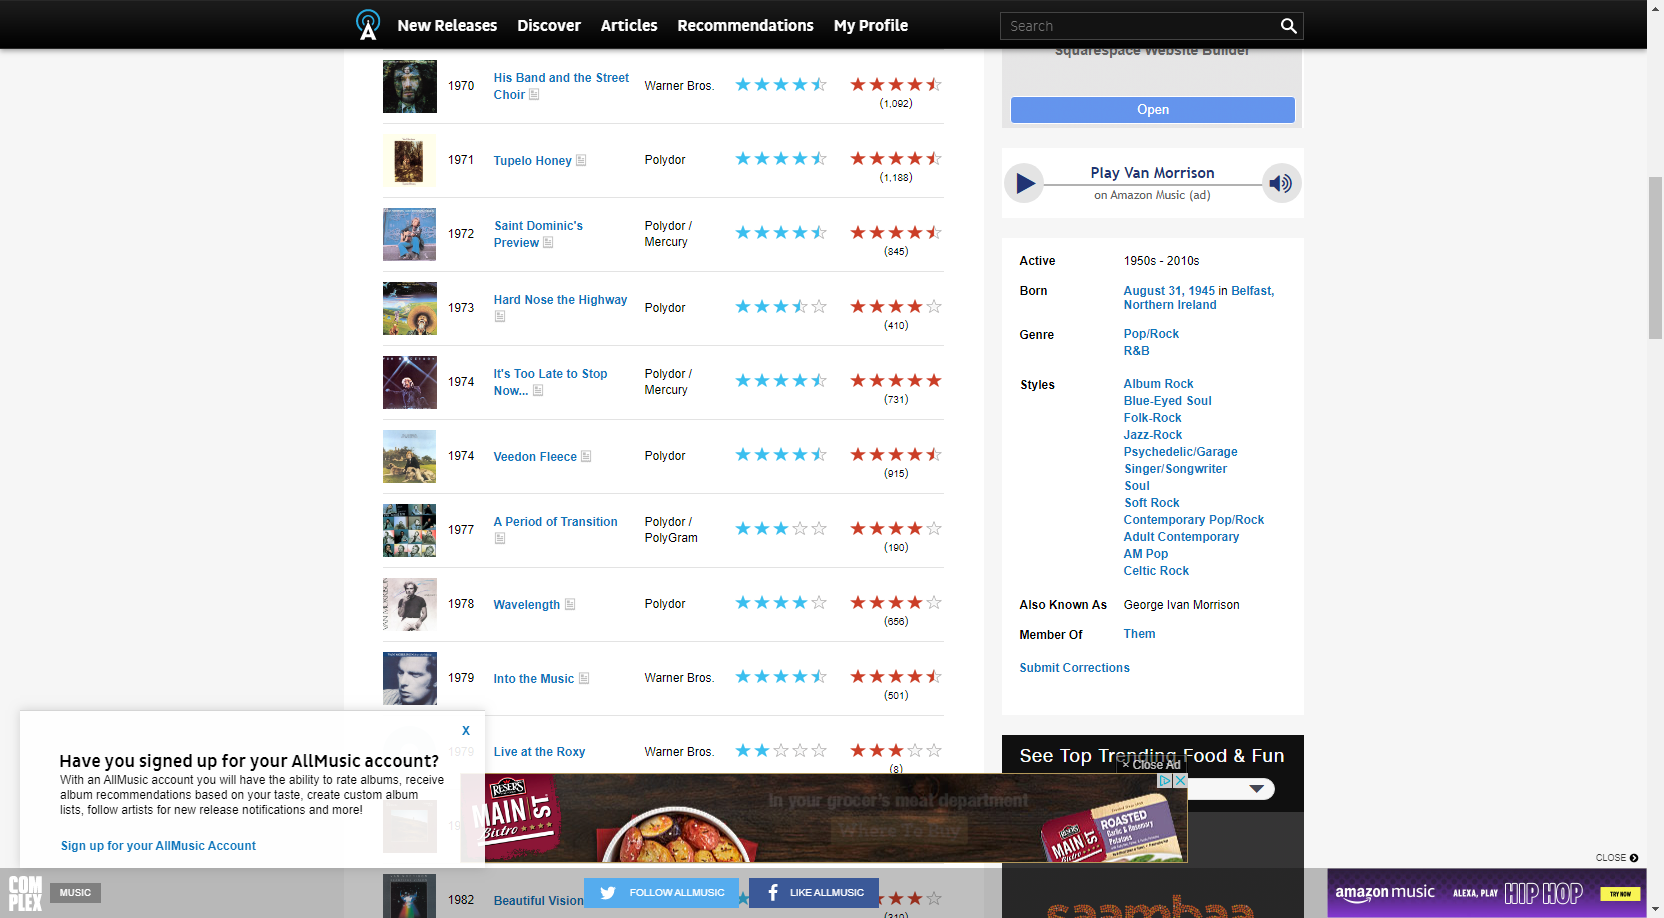 New Releases Discover Articles Recommendations My Profile Search
Squarespace Website Builder
Open
1970 His Band and the Street Choir Warner Bros. (1,092)
1971 Tupelo Honey Polydor (1,188)
1972 Saint Dominic's Preview Polydor / Mercury (845)
1973 Hard Nose the Highway Polydor (410)
1974 It's Too Late to Stop Now... Polydor / Mercury (731)
1974 Veedon Fleece Polydor (915)
1977 A Period of Transition Polydor / PolyGram (190)
1978 Wavelength Polydor (656)
1979 Into the Music Warner Bros. (501)
1979 Live at the Roxy Warner Bros. (8)
1982 Beautiful Vision (310)
Play Van Morrison
on Amazon Music (ad)
Active 1950s - 2010s
Born August 31, 1945 in Belfast,
Northern Ireland
Genre Pop/Rock
R&B
Styles Album Rock
Blue-Eyed Soul
Folk-Rock
Jazz-Rock
Psychedelic/Garage
Singer/Songwriter
Soul
Soft Rock
Contemporary Pop/Rock
Adult Contemporary
AM Pop
Celtic Rock
Also Known As George Ivan Morrison
Member Of Them
Submit Corrections
See Top Trending Food & Fun
× Close Ad
X
Have you signed up for your AllMusic account?
With an AllMusic account you will have the ability to rate albums, receive
album recommendations based on your taste, create custom album
lists, follow artists for new release notifications and more!
Sign up for your AllMusic Account
RESER'S
MAIN ST
Bistro
In your grocer's meat department
RESER'S
MAIN ST
ROASTED
Garlic & Rosemary
Potatoes
CLOSE
COMPLEX MUSIC
FOLLOW ALLMUSIC LIKE ALLMUSIC
amazon music ALEXA, PLAY HIP HOP TRY NOW